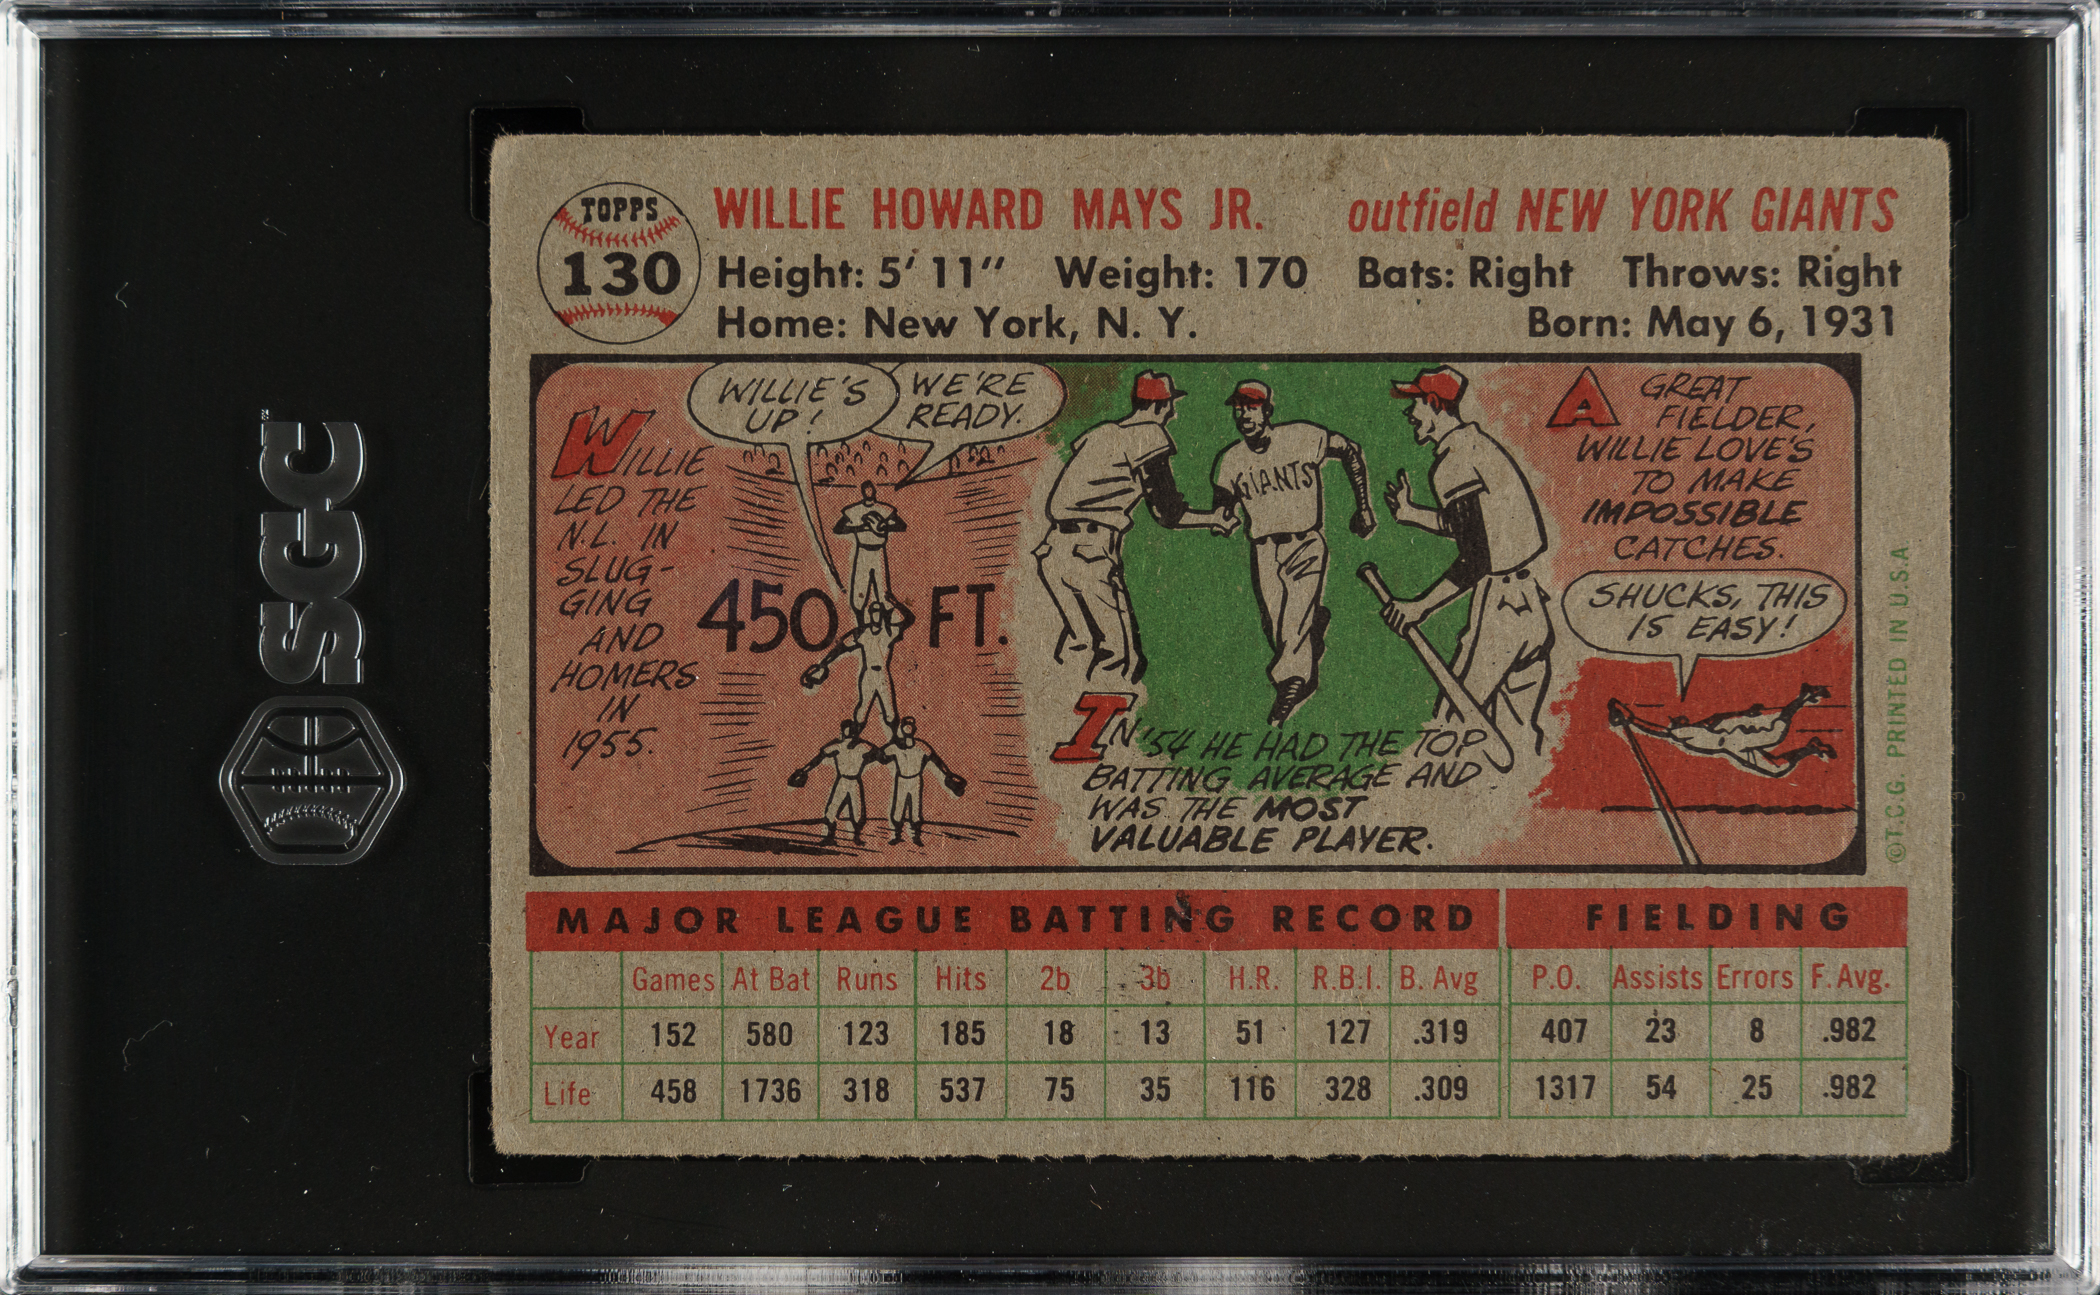 SGC
TOPPS
130
WILLIE HOWARD MAYS JR. outfield NEW YORK GIANTS
Height: 5' 11" Weight: 170 Bats: Right Throws: Right
Home: New York, N. Y. Born: May 6, 1931
WILLIE
LED THE
N.L. IN
SLUG-
GING
AND
HOMERS
IN
1955.
WILLIE'S
UP!
WE'RE
READY.
450 FT.
GIANTS
IN '54 HE HAD THE TOP
BATTING AVERAGE AND
WAS THE MOST
VALUABLE PLAYER.
A GREAT
FIELDER,
WILLIE LOVE'S
TO MAKE
IMPOSSIBLE
CATCHES.
SHUCKS, THIS
IS EASY!
© T.C.G. PRINTED IN U.S.A
MAJOR LEAGUE BATTING RECORD FIELDING
Games At Bat Runs Hits 2b 3b H.R. R.B.I. B. Avg P.O. Assists Errors F. Avg.
Year 152 580 123 185 18 13 51 127 .319 407 23 8 .982
Life 458 1736 318 537 75 35 116 328 .309 1317 54 25 .982